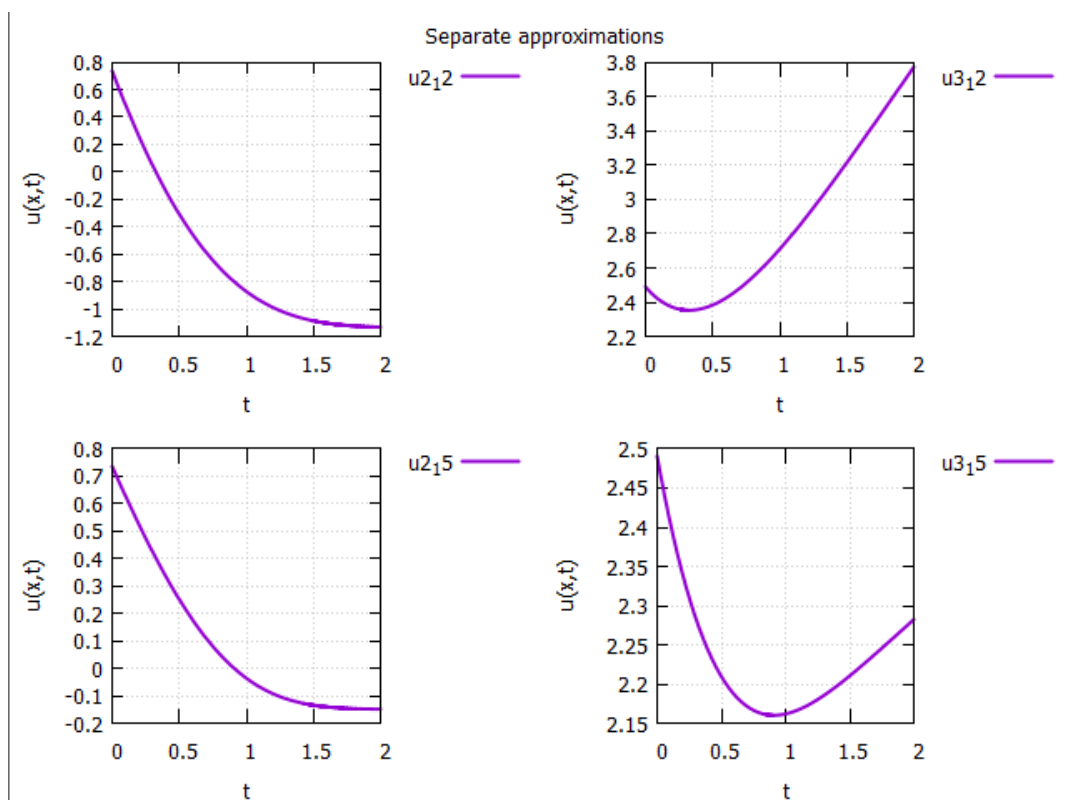 Separate approximations
u2₁2
0.8
0.6
0.4
0.2
0
-0.2
-0.4
-0.6
-0.8
-1
-1.2
u(x,t)
0 0.5 1 1.5 2
t
u3₁2
3.8
3.6
3.4
3.2
3
2.8
2.6
2.4
2.2
u(x,t)
0 0.5 1 1.5 2
t
u2₁5
0.8
0.7
0.6
0.5
0.4
0.3
0.2
0.1
0
-0.1
-0.2
u(x,t)
0 0.5 1 1.5 2
t
u3₁5
2.5
2.45
2.4
2.35
2.3
2.25
2.2
2.15
u(x,t)
0 0.5 1 1.5 2
t